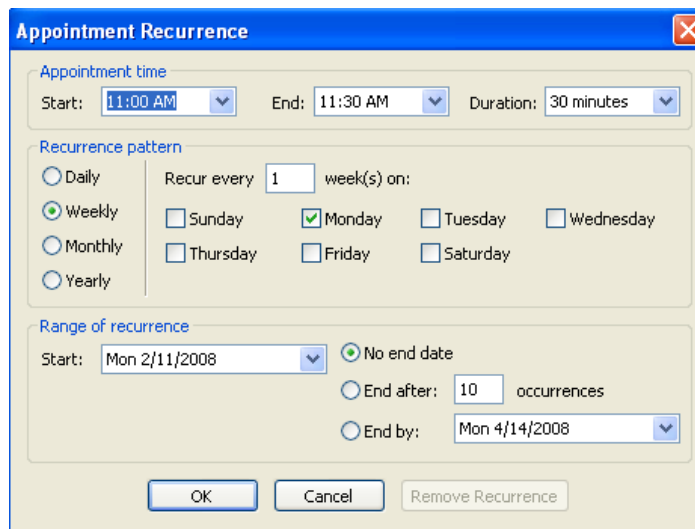 Appointment Recurrence
Appointment time
Start: 11:00 AM End: 11:30 AM Duration: 30 minutes
Recurrence pattern
Daily Recur every 1 week(s) on:
Weekly Sunday Monday Tuesday Wednesday
Monthly Thursday Friday Saturday
Yearly
Range of recurrence
Start: Mon 2/11/2008 No end date
End after: 10 occurrences
End by: Mon 4/14/2008
OK Cancel Remove Recurrence